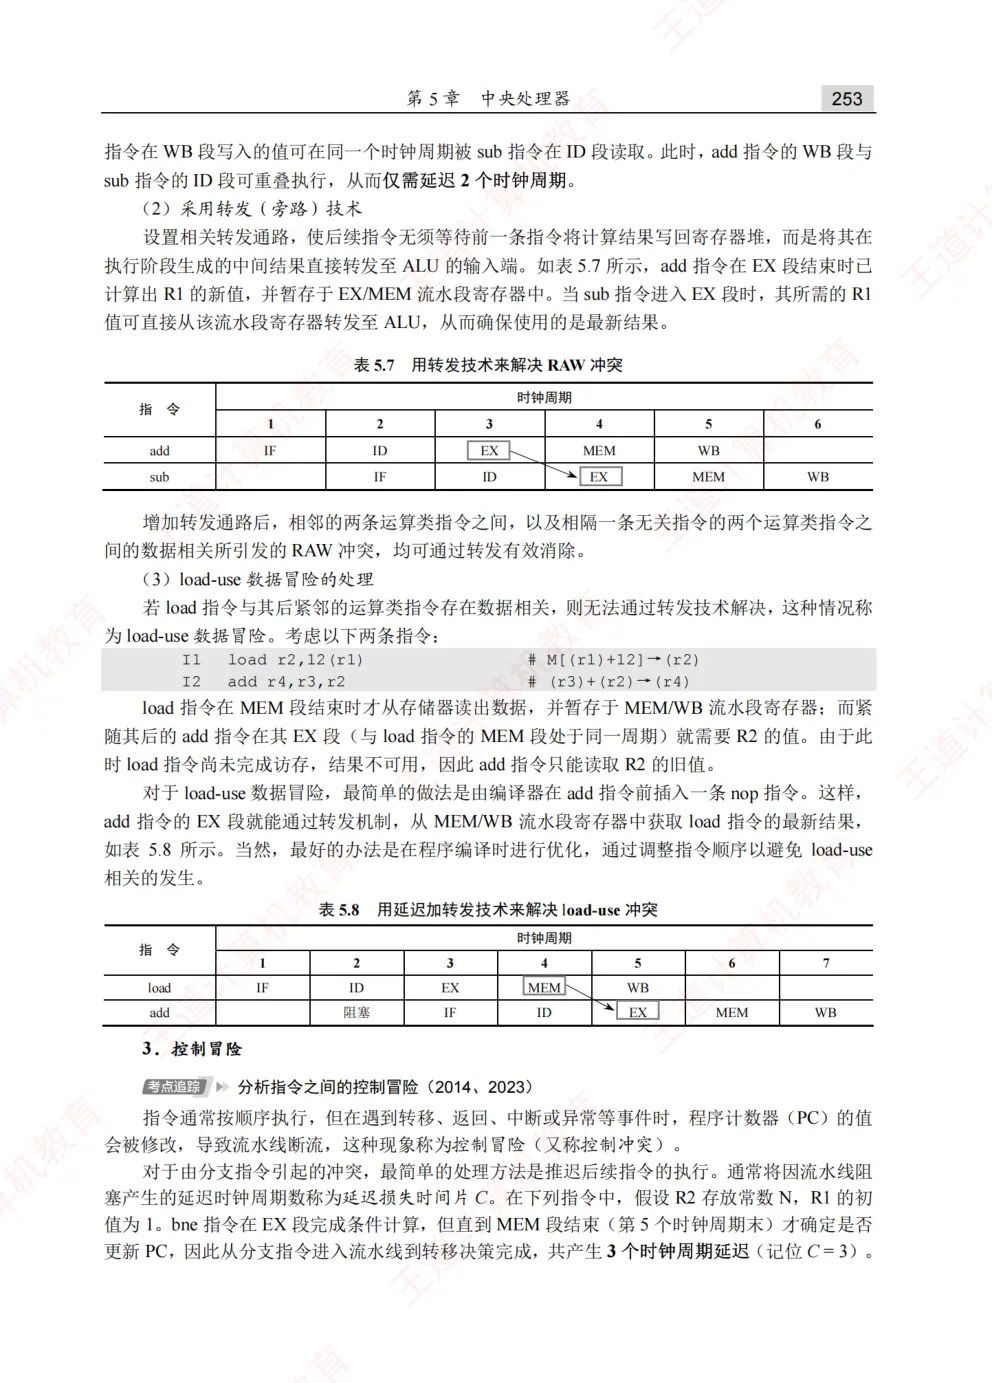 第 5 章 中央处理器 253
指令在 WB 段写入的值可在同一个时钟周期被 sub 指令在 ID 段读取。此时，add 指令的 WB 段与
sub 指令的 ID 段可重叠执行，从而仅需延迟 2 个时钟周期。
（2）采用转发（旁路）技术
设置相关转发通路，使后续指令无须等待前一条指令将计算结果写回寄存器堆，而是将其在
执行阶段生成的中间结果直接转发至 ALU 的输入端。如表 5.7 所示，add 指令在 EX 段结束时已
计算出 R1 的新值，并暂存于 EX/MEM 流水段寄存器中。当 sub 指令进入 EX 段时，其所需的 R1
值可直接从该流水段寄存器转发至 ALU，从而确保使用的是最新结果。
表 5.7 用转发技术来解决 RAW 冲突
指 令 时钟周期
1 2 3 4 5 6
add IF ID EX MEM WB
sub IF ID EX MEM WB
增加转发通路后，相邻的两条运算类指令之间，以及相隔一条无关指令的两个运算类指令之
间的数据相关所引发的 RAW 冲突，均可通过转发有效消除。
（3）load-use 数据冒险的处理
若 load 指令与其后紧邻的运算类指令存在数据相关，则无法通过转发技术解决，这种情况称
为 load-use 数据冒险。考虑以下两条指令：
I1 load r2,12(r1) # M[(r1)+12]→(r2)
I2 add r4,r3,r2 # (r3)+(r2)→(r4)
load 指令在 MEM 段结束时才从存储器读出数据，并暂存于 MEM/WB 流水段寄存器；而紧
随其后的 add 指令在其 EX 段（与 load 指令的 MEM 段处于同一周期）就需要 R2 的值。由于此
时 load 指令尚未完成访存，结果不可用，因此 add 指令只能读取 R2 的旧值。
对于 load-use 数据冒险，最简单的做法是由编译器在 add 指令前插入一条 nop 指令。这样，
add 指令的 EX 段就能通过转发机制，从 MEM/WB 流水段寄存器中获取 load 指令的最新结果，
如表 5.8 所示。当然，最好的办法是在程序编译时进行优化，通过调整指令顺序以避免 load-use
相关的发生。
表 5.8 用延迟加转发技术来解决 load-use 冲突
指 令 时钟周期
1 2 3 4 5 6 7
load IF ID EX MEM WB
add 阻塞 IF ID EX MEM WB
3．控制冒险
考点追踪 分析指令之间的控制冒险（2014、2023）
指令通常按顺序执行，但在遇到转移、返回、中断或异常等事件时，程序计数器（PC）的值
会被修改，导致流水线断流，这种现象称为控制冒险（又称控制冲突）。
对于由分支指令引起的冲突，最简单的处理方法是推迟后续指令的执行。通常将因流水线阻
塞产生的延迟时钟周期数称为延迟损失时间片 C。在下列指令中，假设 R2 存放常数 N，R1 的初
值为 1。bne 指令在 EX 段完成条件计算，但直到 MEM 段结束（第 5 个时钟周期末）才确定是否
更新 PC，因此从分支指令进入流水线到转移决策完成，共产生 3 个时钟周期延迟（记位 C = 3）。
王道计算机教育